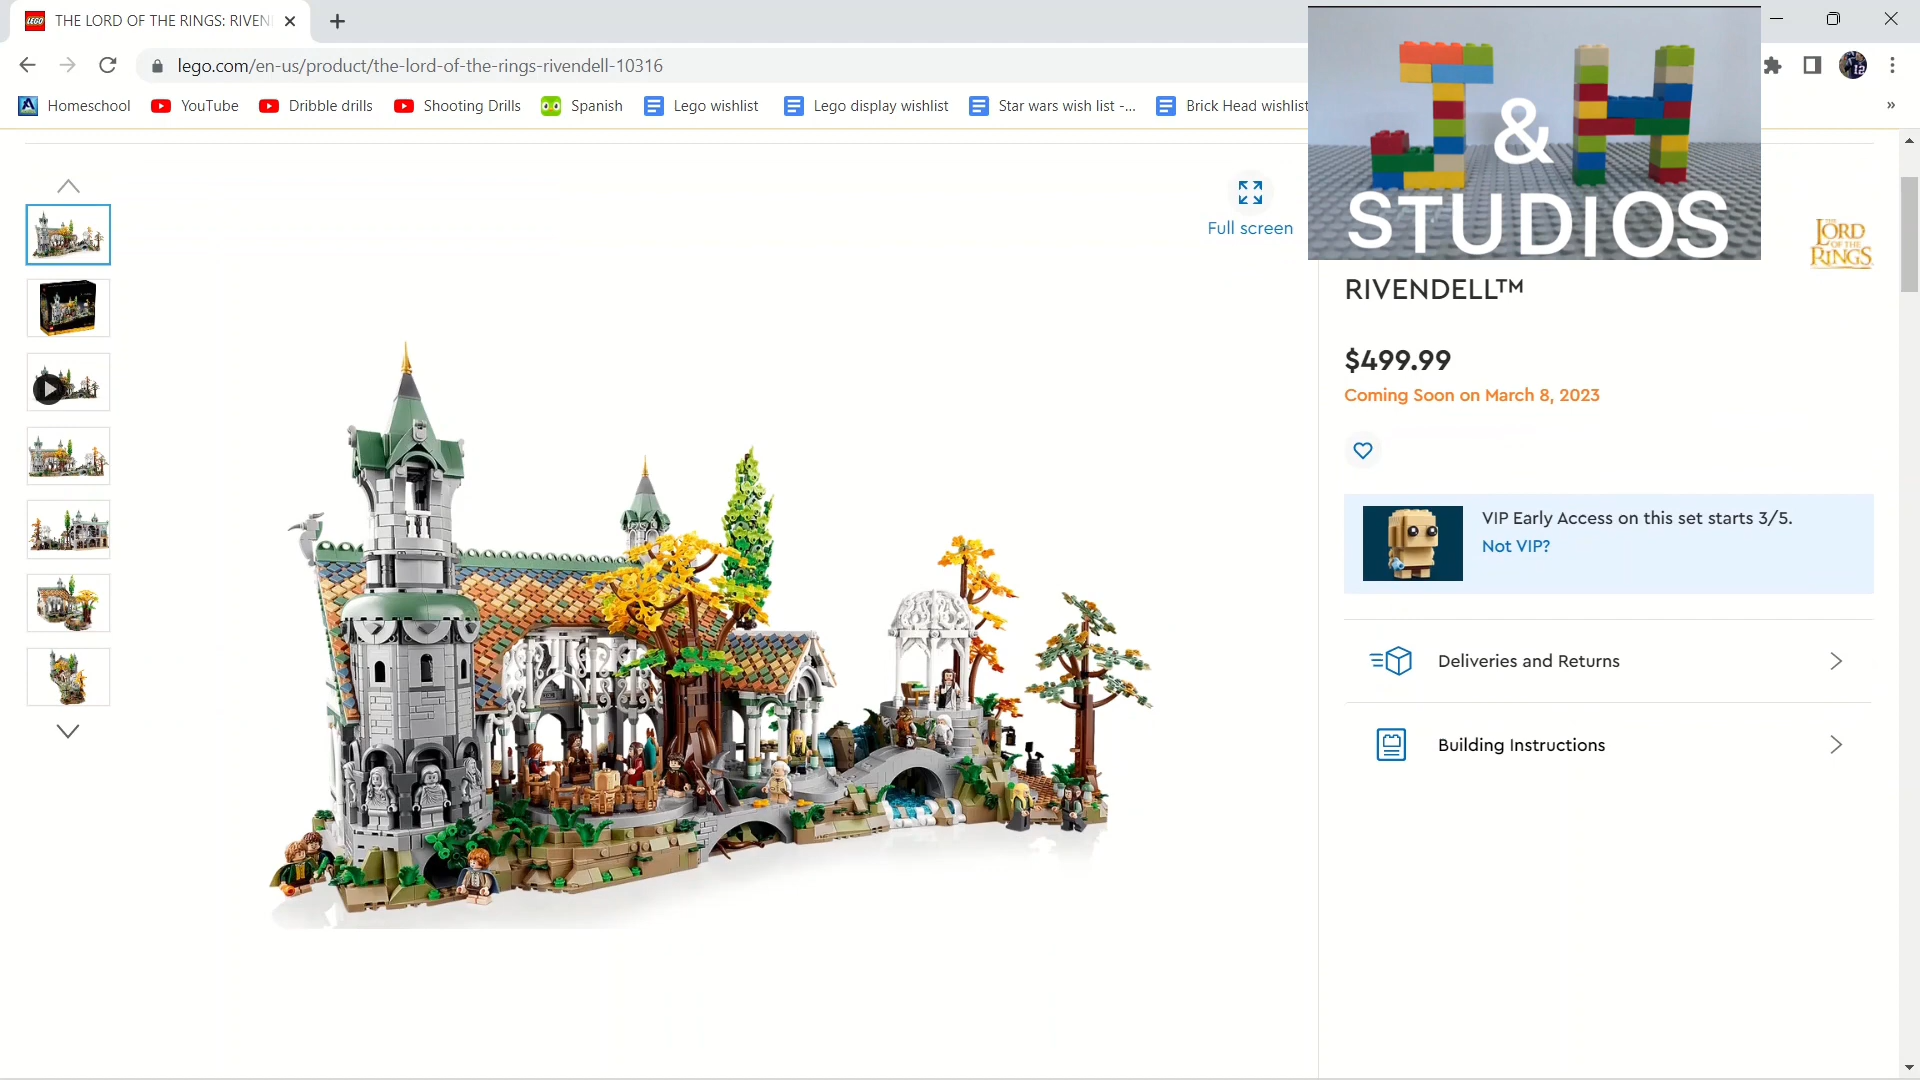 THE LORD OF THE RINGS: RIVEN
lego.com/en-us/product/the-lord-of-the-rings-rivendell-10316
Homeschool
YouTube
Dribble drills
Shooting Drills
Spanish
Lego wishlist
Lego display wishlist
Star wars wish list -...
Brick Head wishlist
»
J & H
STUDIOS
Full screen
THE
LORD
OF THE
RINGS
RIVENDELL™
$499.99
Coming Soon on March 8, 2023
VIP Early Access on this set starts 3/5.
Not VIP?
Deliveries and Returns
Building Instructions